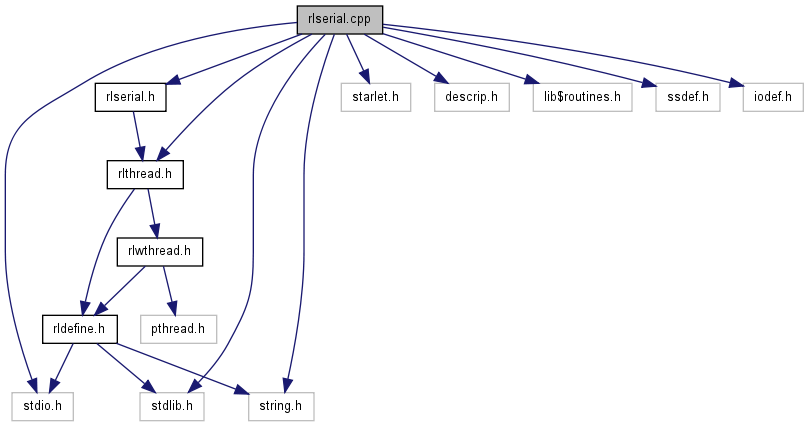 rlserial.cpp
rlserial.h
starlet.h
descrip.h
lib$routines.h
ssdef.h
iodef.h
rlthread.h
rlwthread.h
rldefine.h
pthread.h
stdio.h
stdlib.h
string.h